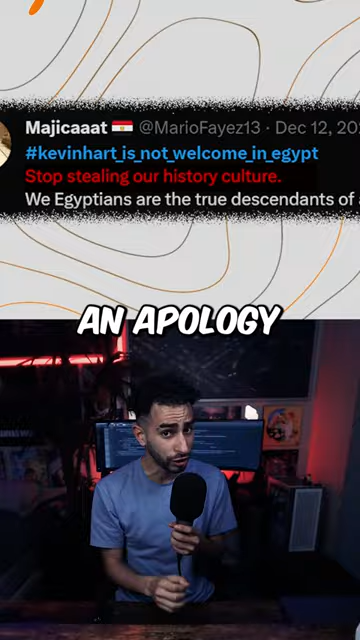 Majicaaat @MarioFayez13 · Dec 12, 202
#kevinhart_is_not_welcome_in_egypt
Stop stealing our history culture.
We Egyptians are the true descendants of
AN APOLOGY